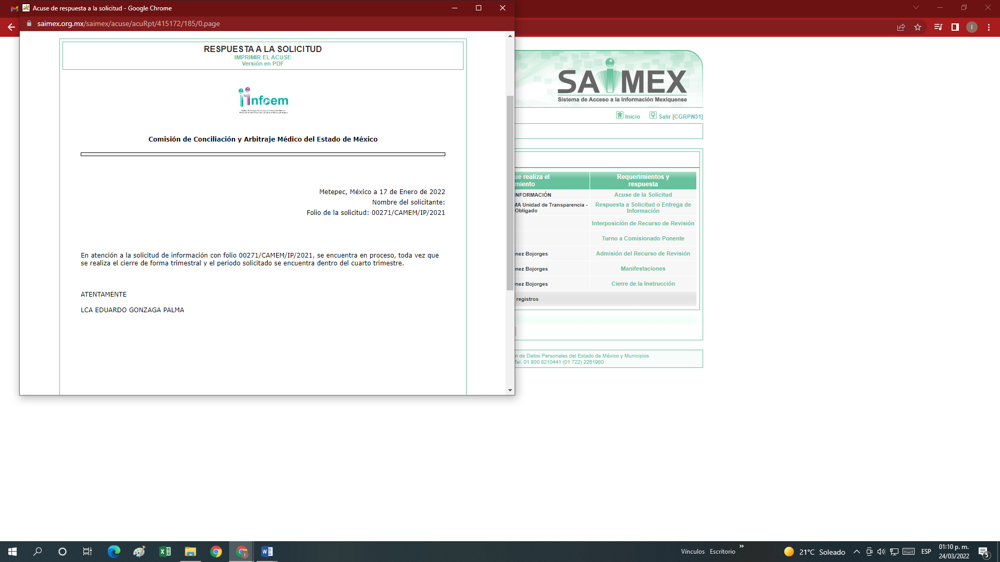 Acuse de respuesta a la solicitud - Google Chrome
saimex.org.mx/saimex/acuse/acuRpt/415172/185/0.page
RESPUESTA A LA SOLICITUD
IMPRIMIR EL ACUSE
Versión en PDF
infoem
Comisión de Conciliación y Arbitraje Médico del Estado de México
Metepec, México a 17 de Enero de 2022
Nombre del solicitante:
Folio de la solicitud: 00271/CAMEM/IP/2021
En atención a la solicitud de información con folio 00271/CAMEM/IP/2021, se encuentra en proceso, toda vez que
se realiza el cierre de forma trimestral y el periodo solicitado se encuentra dentro del cuarto trimestre.
ATENTAMENTE
LCA EDUARDO GONZAGA PALMA
SAIMEX
Sistema de Acceso a la Información Mexiquense
Inicio Salir [CGRPN31]
ue realiza el
miento
Requerimientos y
respuesta
NFORMACIÓN
Acuse de la Solicitud
MA Unidad de Transparencia -
Obligado
Respuesta a Solicitud o Entrega de
Información
Interposición de Recurso de Revisión
Turno a Comisionado Ponente
nez Bojorges
Admisión del Recurso de Revisión
nez Bojorges
Manifestaciones
nez Bojorges
Cierre de la Instrucción
registros
n de Datos Personales del Estado de México y Municipios
Tel. 01 800 8210441 (01 722) 2261980
Vínculos Escritorio
21°C Soleado
ESP
01:10 p. m.
24/03/2022
5